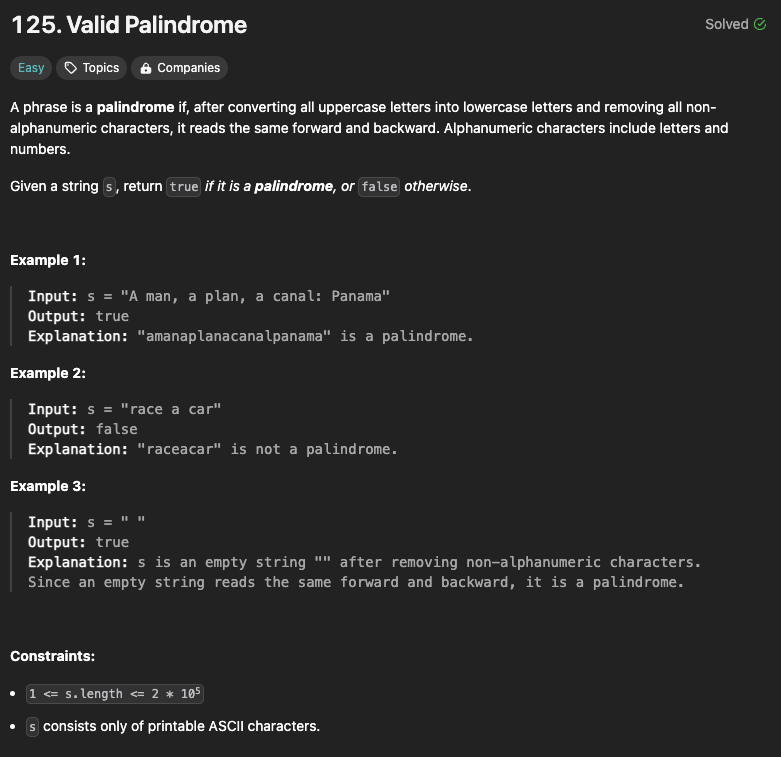 125. Valid Palindrome
Solved
Easy
Topics
Companies
A phrase is a palindrome if, after converting all uppercase letters into lowercase letters and removing all non-
alphanumeric characters, it reads the same forward and backward. Alphanumeric characters include letters and
numbers.
Given a string s, return true if it is a palindrome, or false otherwise.
Example 1:
Input: s = "A man, a plan, a canal: Panama"
Output: true
Explanation: "amanaplanacanalpanama" is a palindrome.
Example 2:
Input: s = "race a car"
Output: false
Explanation: "raceacar" is not a palindrome.
Example 3:
Input: s = " "
Output: true
Explanation: s is an empty string "" after removing non-alphanumeric characters.
Since an empty string reads the same forward and backward, it is a palindrome.
Constraints:
• 1 <= s.length <= 2 * 10⁵
• s consists only of printable ASCII characters.